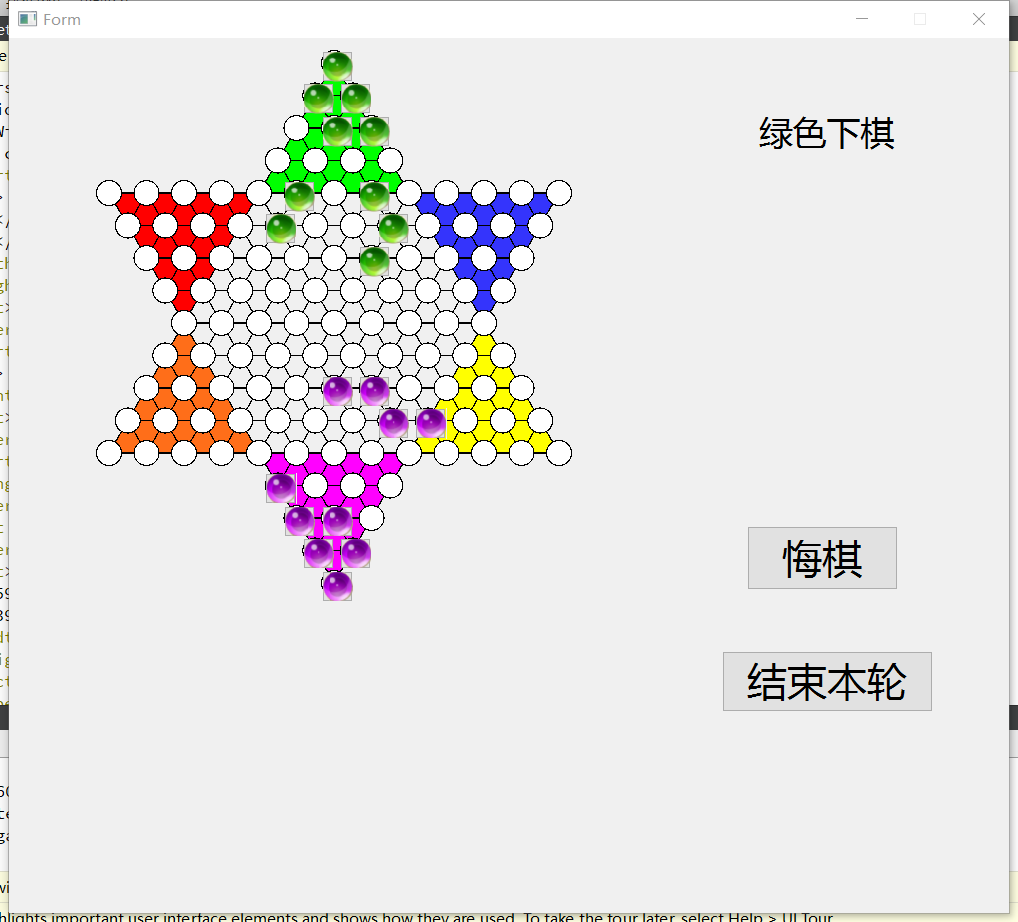 Form
绿色下棋
悔棋
结束本轮
hlights important user interface elements and shows how they are used. To take the tour later, select Help > UI Tour.